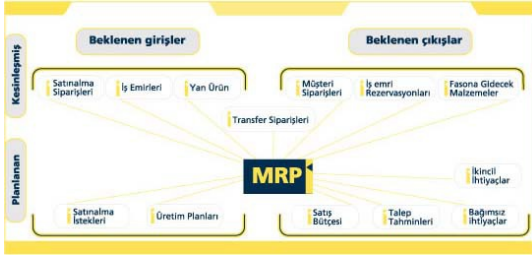 Beklenen girişler
Beklenen çıkışlar
Kesinleşmiş
Satınalma
Siparişleri
İş Emirleri
Yan Ürün
Müşteri
Siparişleri
İş emri
Rezervasyonları
Fasona Gidecek
Malzemeler
Transfer Siparişleri
MRP
Planlanan
İkincil
İhtiyaçlar
Satınalma
İstekleri
Üretim Planları
Satış
Bütçesi
Talep
Tahminleri
Bağımsız
İhtiyaçlar